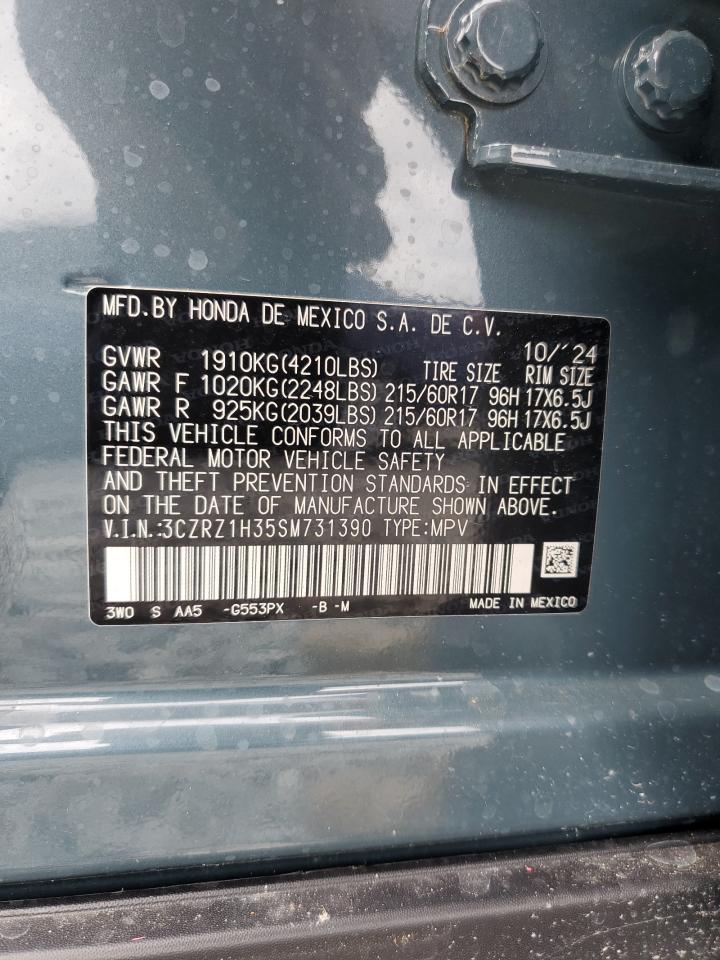 MFD.BY HONDA DE MEXICO S.A. DE C.V.
10/'24
GVWR 1910KG(4210LBS) TIRE SIZE RIM SIZE
GAWR F 1020KG(2248LBS) 215/60R17 96H 17X6.5J
GAWR R 925KG(2039LBS) 215/60R17 96H 17X6.5J
THIS VEHICLE CONFORMS TO ALL APPLICABLE
FEDERAL MOTOR VEHICLE SAFETY
AND THEFT PREVENTION STANDARDS IN EFFECT
ON THE DATE OF MANUFACTURE SHOWN ABOVE.
V.I.N.:3CZRZ1H35SM731390 TYPE:MPV
3WO S AA5 -G553PX -B -M MADE IN MEXICO